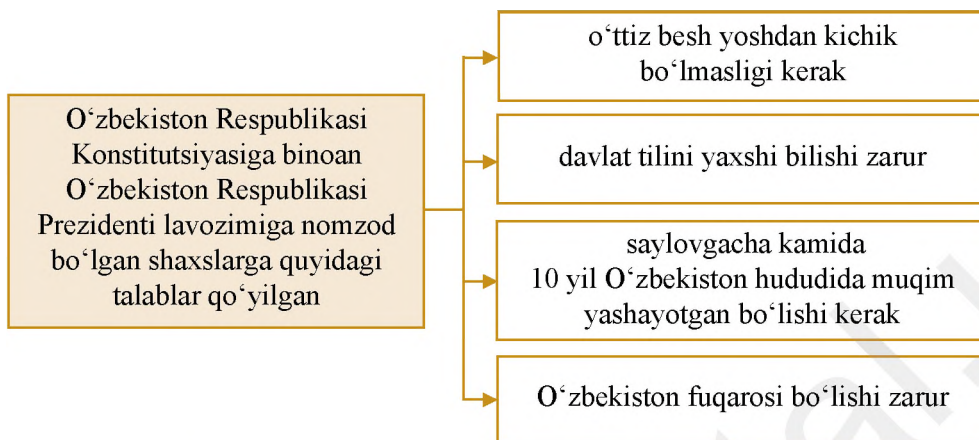 O‘zbekiston Respublikasi
Konstitutsiyasiga binoan
O‘zbekiston Respublikasi
Prezidenti lavozimiga nomzod
bo‘lgan shaxslarga quyidagi
talablar qo‘yilgan
o‘ttiz besh yoshdan kichik
bo‘lmasligi kerak
davlat tilini yaxshi bilishi zarur
saylovgacha kamida
10 yil O‘zbekiston hududida muqim
yashayotgan bo‘lishi kerak
O‘zbekiston fuqarosi bo‘lishi zarur